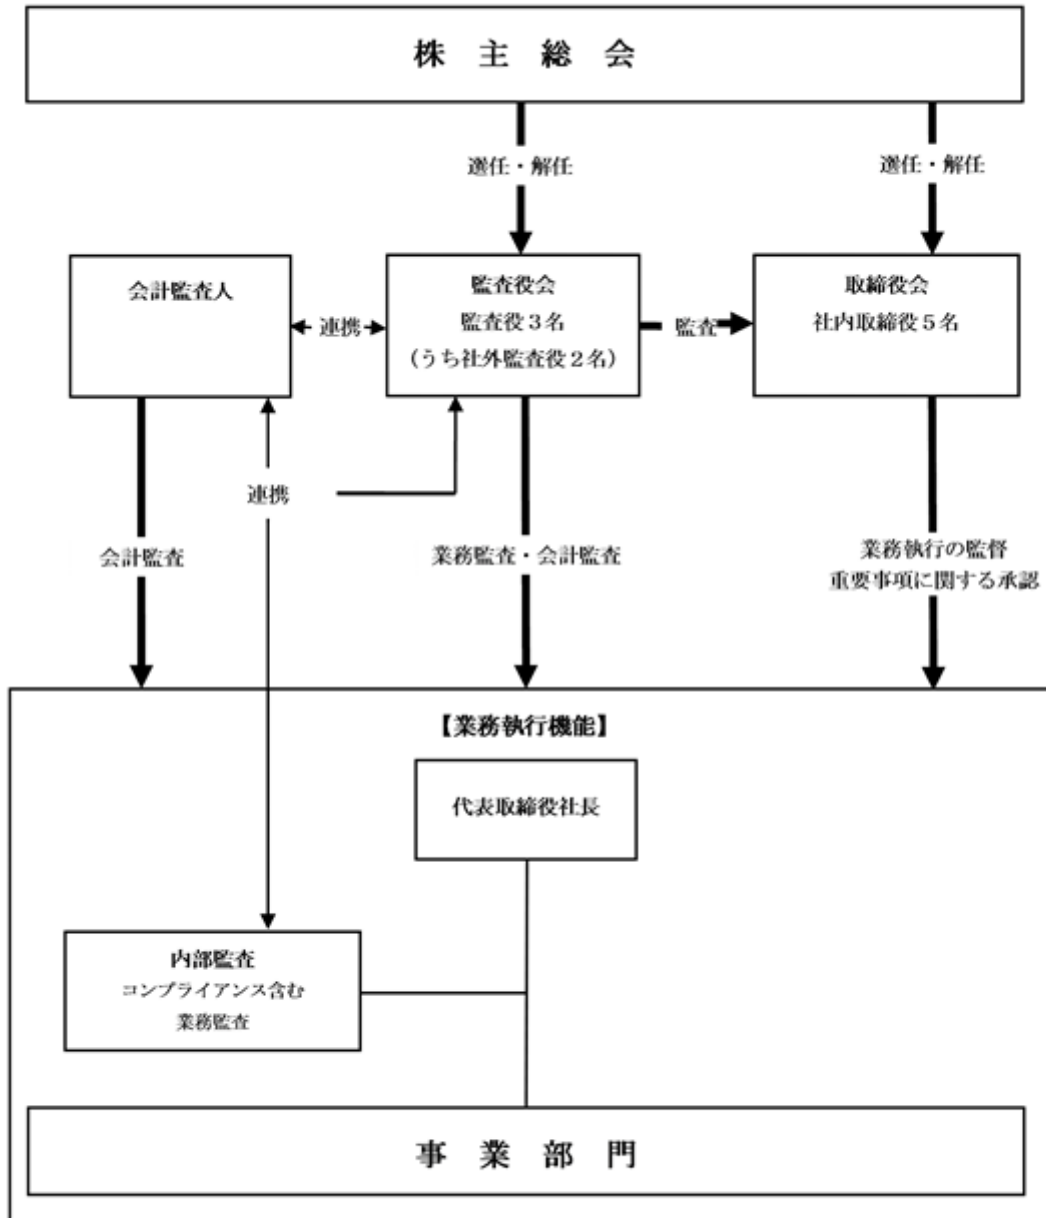 株 主 総 会
選任・解任
選任・解任
会計監査人
連携
監査役会
監査役３名
（うち社外監査役２名）
監査
取締役会
社内取締役５名
連携
会計監査
業務監査・会計監査
業務執行の監督
重要事項に関する承認
【業務執行機能】
代表取締役社長
内部監査
コンプライアンス含む
業務監査
事 業 部 門